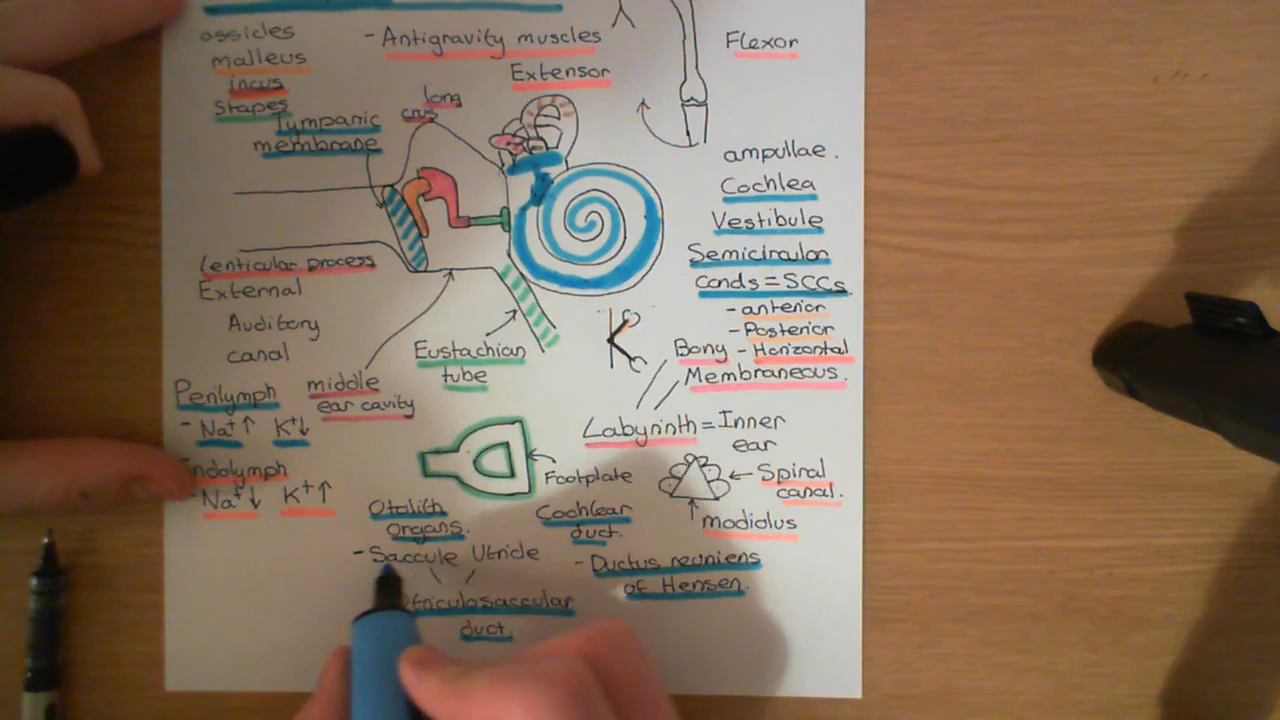 ossicles
malleus
incus
Stapes
- Antigravity muscles
Extensor
Flexor
long
crus
Tympanic
membrane
ampullae.
Cochlea
Vestibule
Semicircular
canals = SCCs
- anterior
- Posterior
- Horizontal
Bony
Membraneous.
Labyrinth = Inner
ear
Lenticular process
External
Auditory
canal
Eustachian
tube
middle
ear cavity
Perilymph
- Na+↑ K+↓
Endolymph
- Na+↓ K+↑
Footplate
Spiral
canal.
modiolus
Otolith
organs.
- Saccule Utricle
Cochlear
duct.
- Ductus reuniens
of Hensen.
triculosaccular
duct.